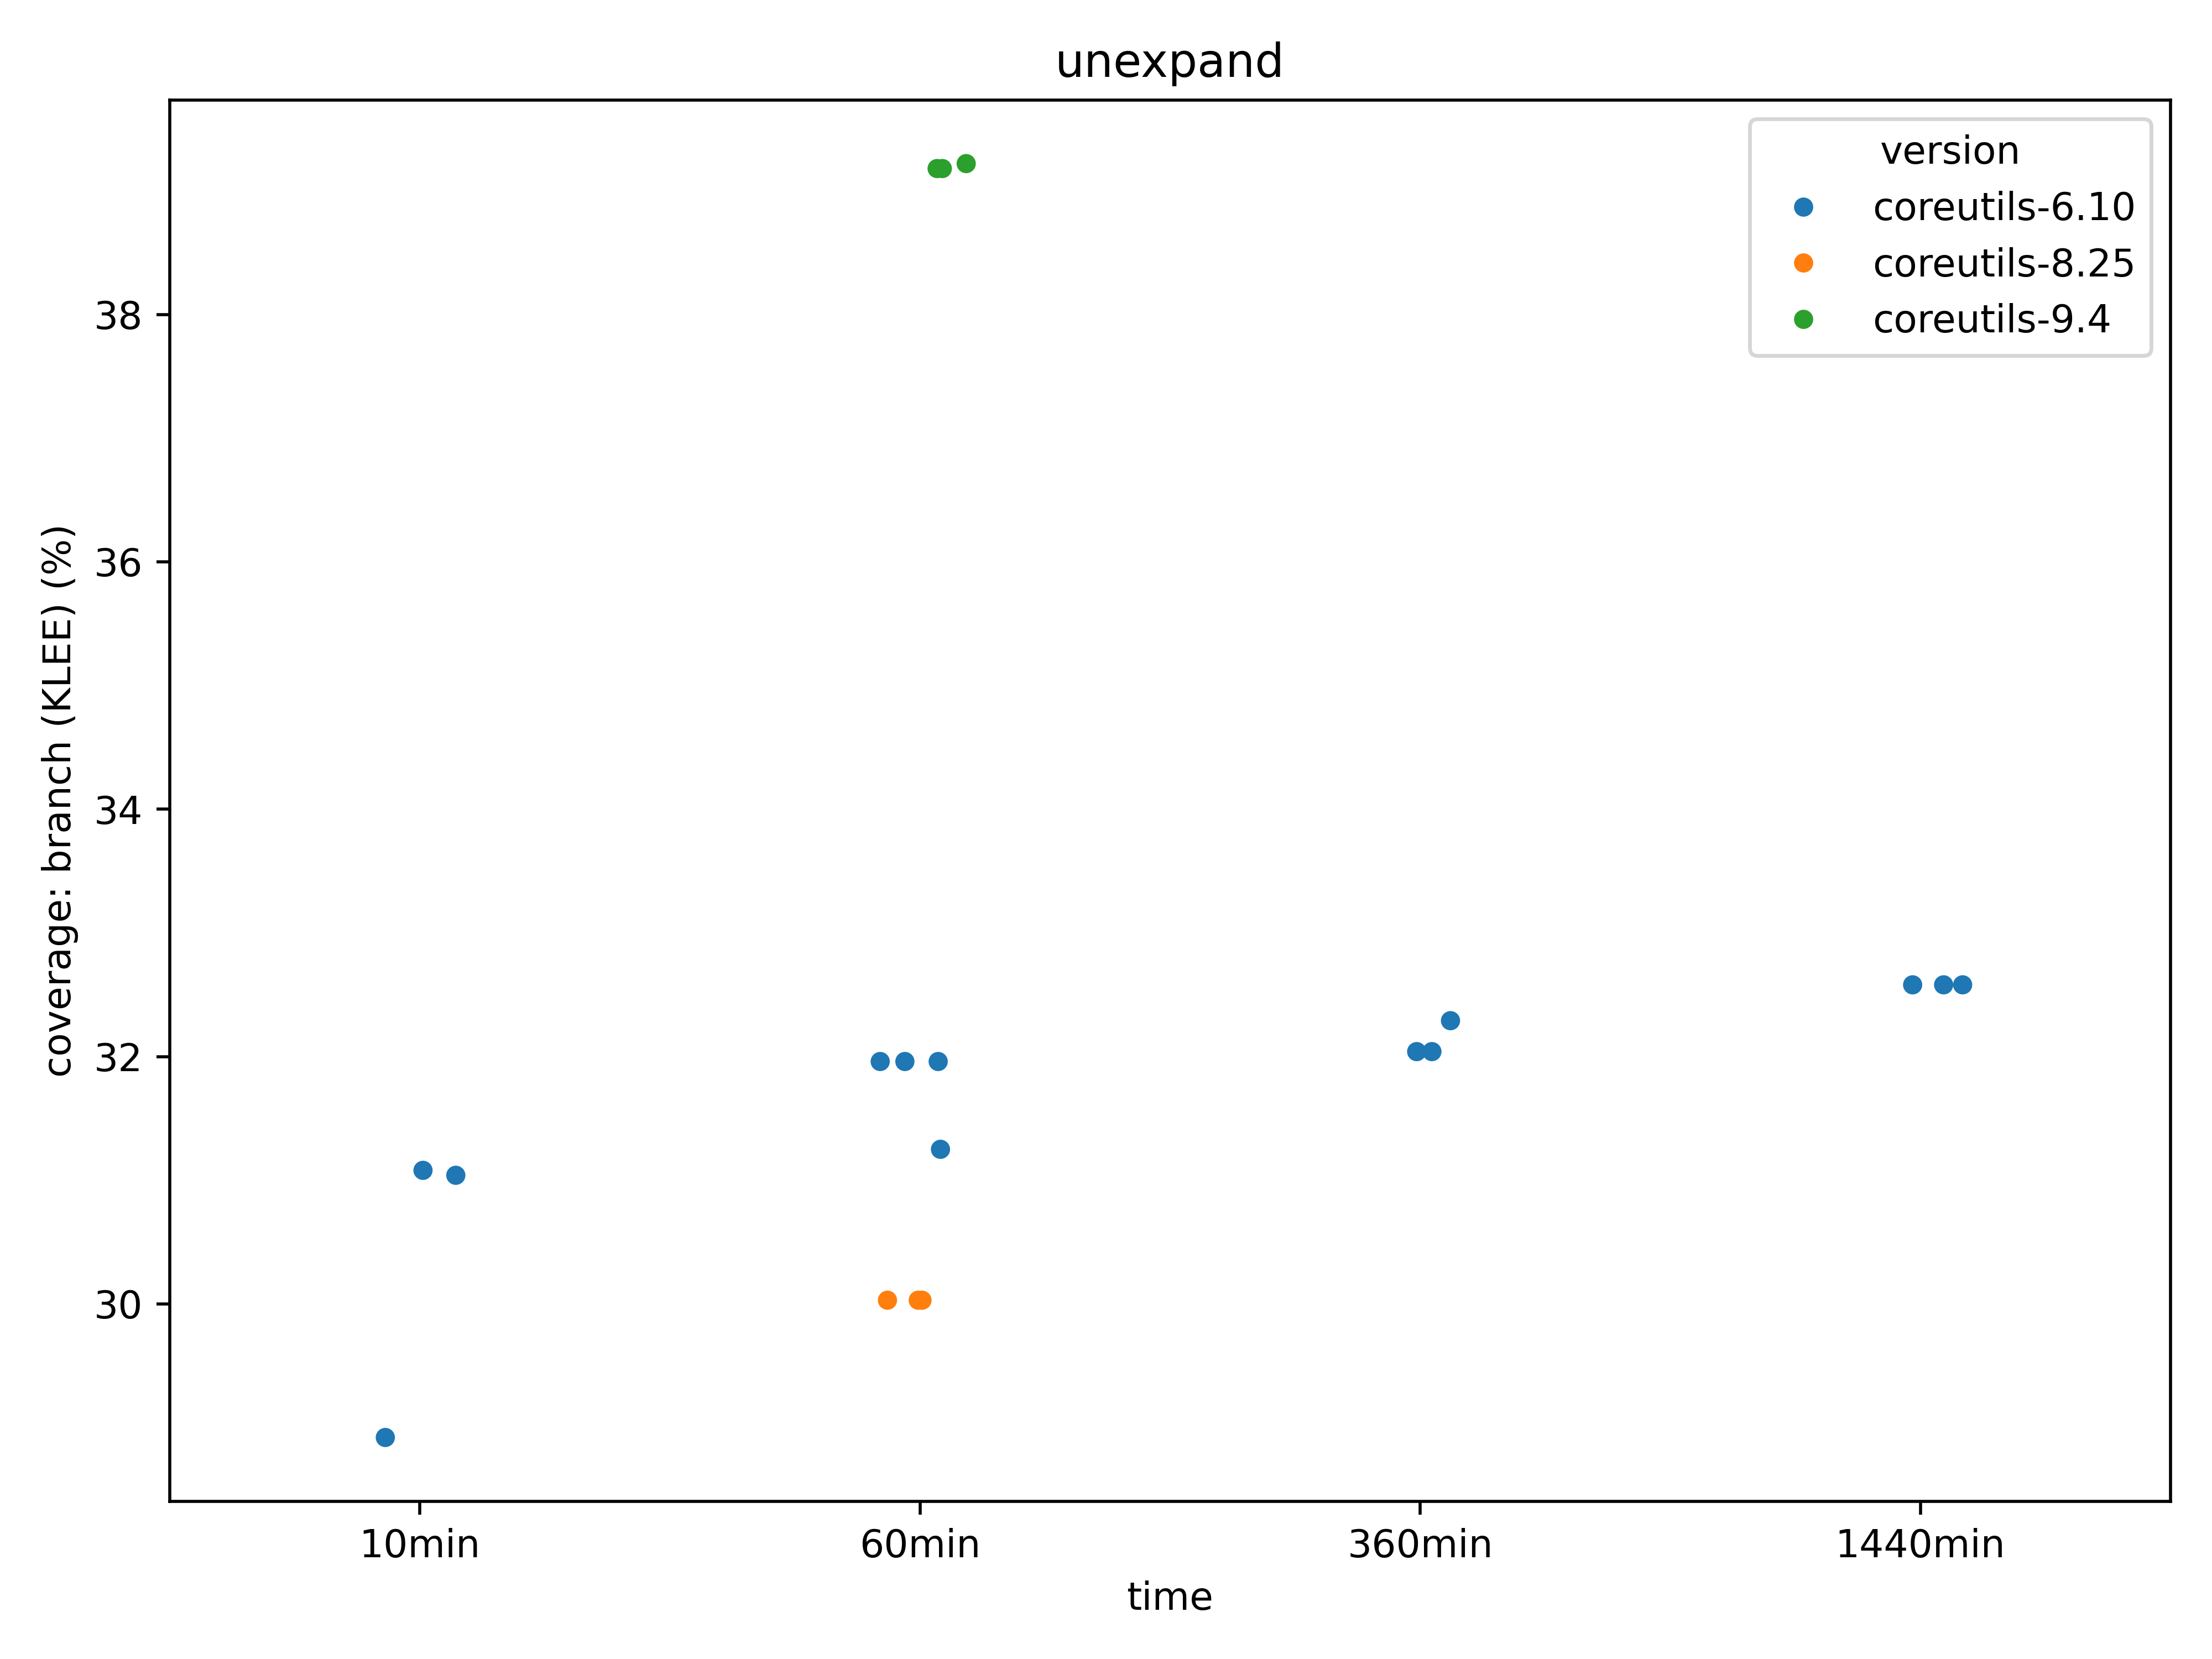 unexpand
version
coreutils-6.10
coreutils-8.25
coreutils-9.4
coverage: branch (KLEE) (%)
38
36
34
32
30
10min
60min
360min
1440min
time